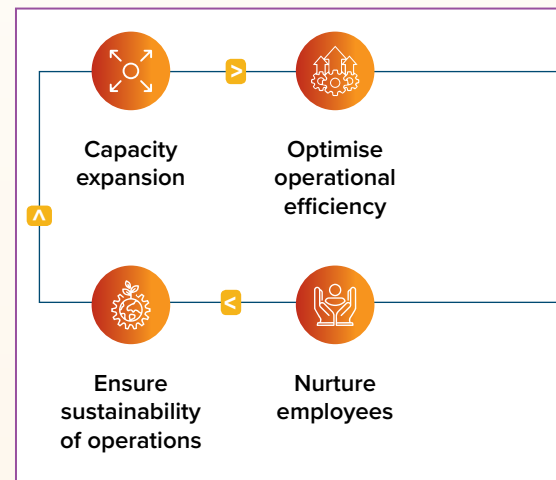 Capacity
expansion
>
Optimise
operational
efficiency
>
<
Ensure
sustainability
of operations
Nurture
employees